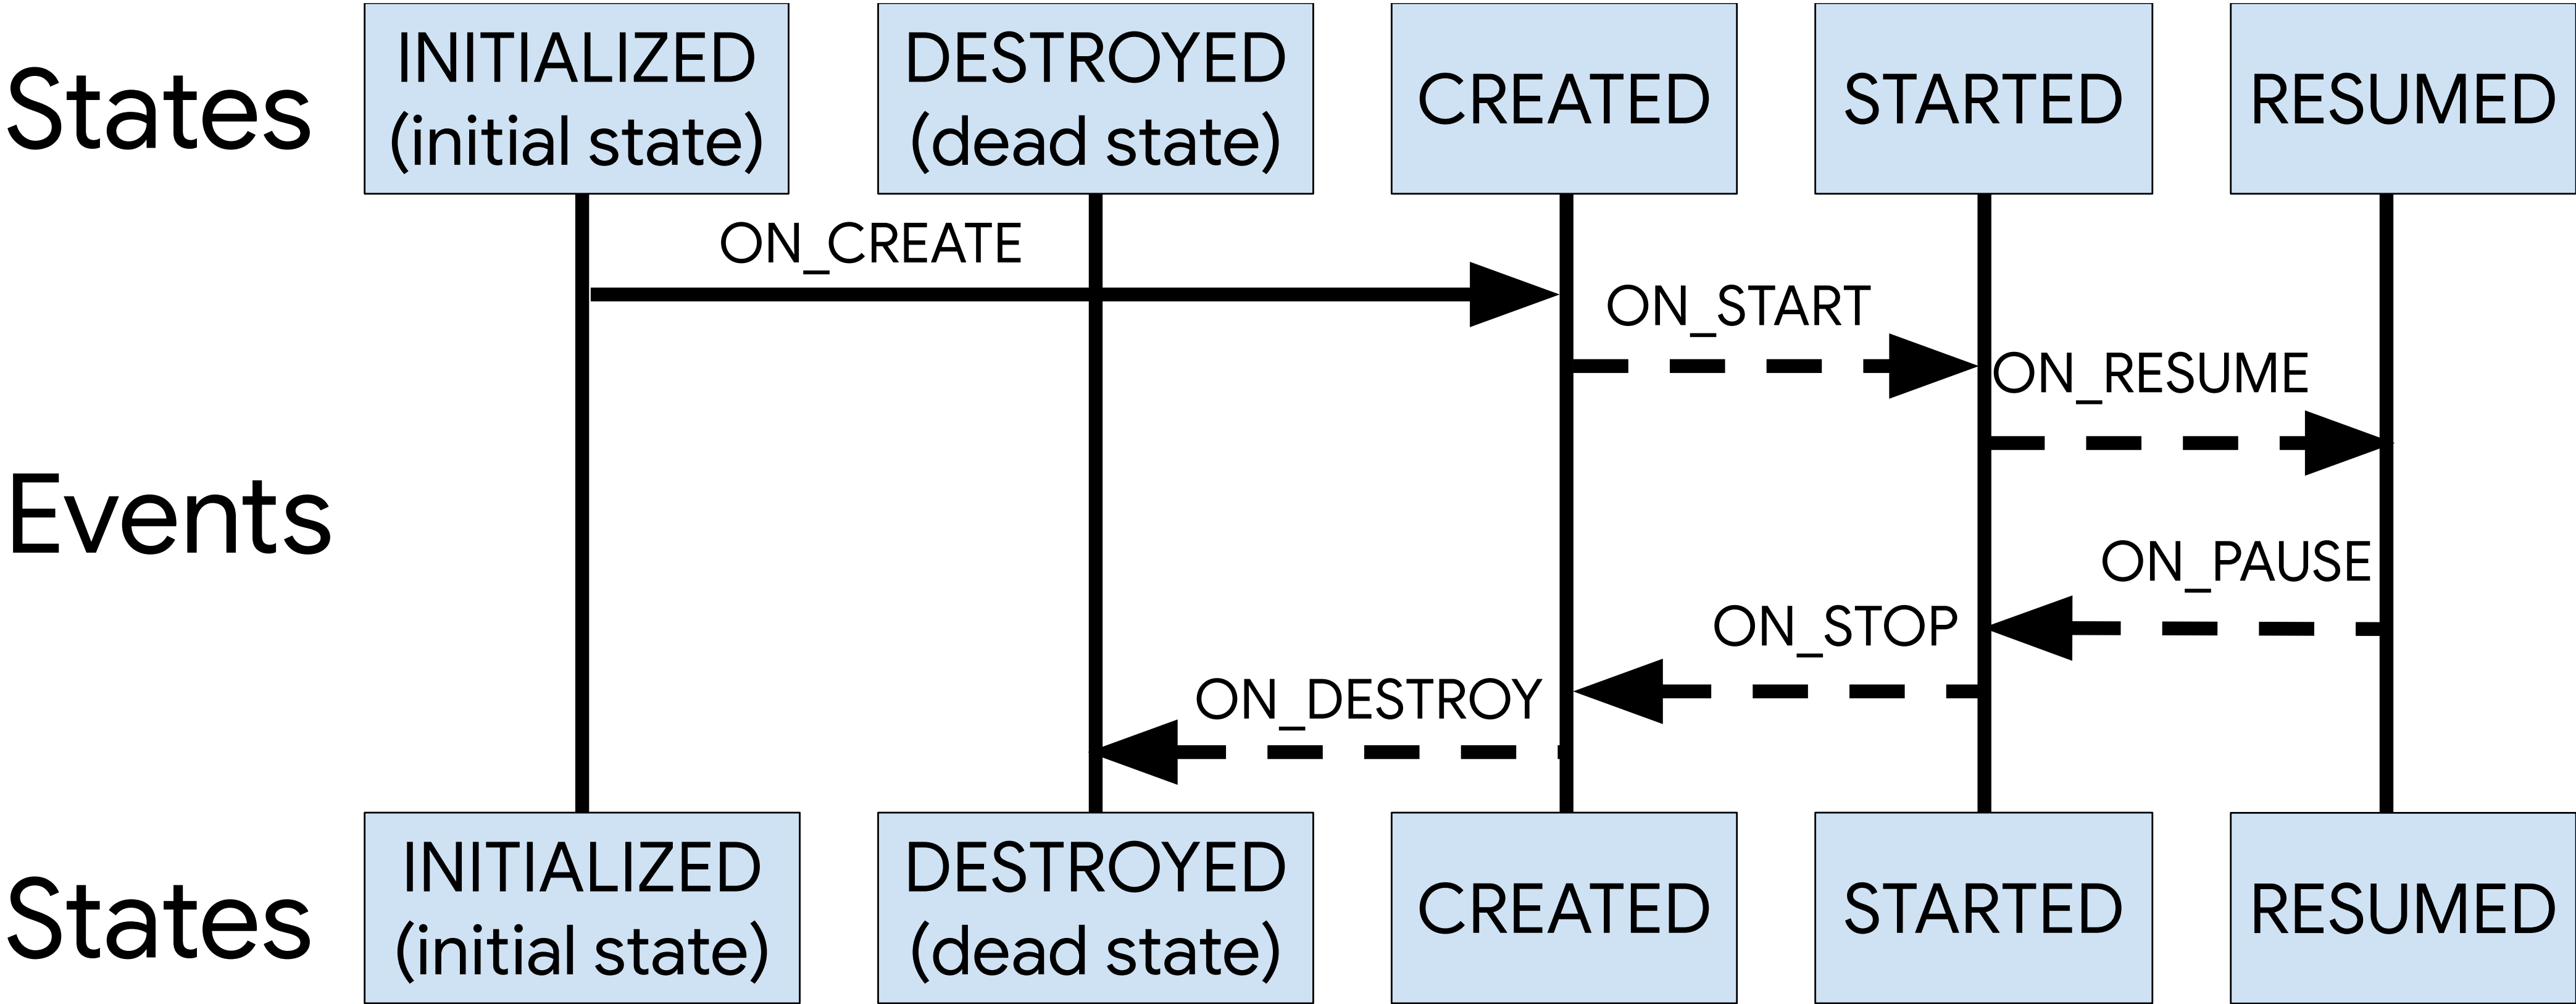 States
INITIALIZED
(initial state)
DESTROYED
(dead state)
CREATED
STARTED
RESUMED
ON_CREATE
ON_START
ON_RESUME
Events
ON_PAUSE
ON_STOP
ON_DESTROY
States
INITIALIZED
(initial state)
DESTROYED
(dead state)
CREATED
STARTED
RESUMED